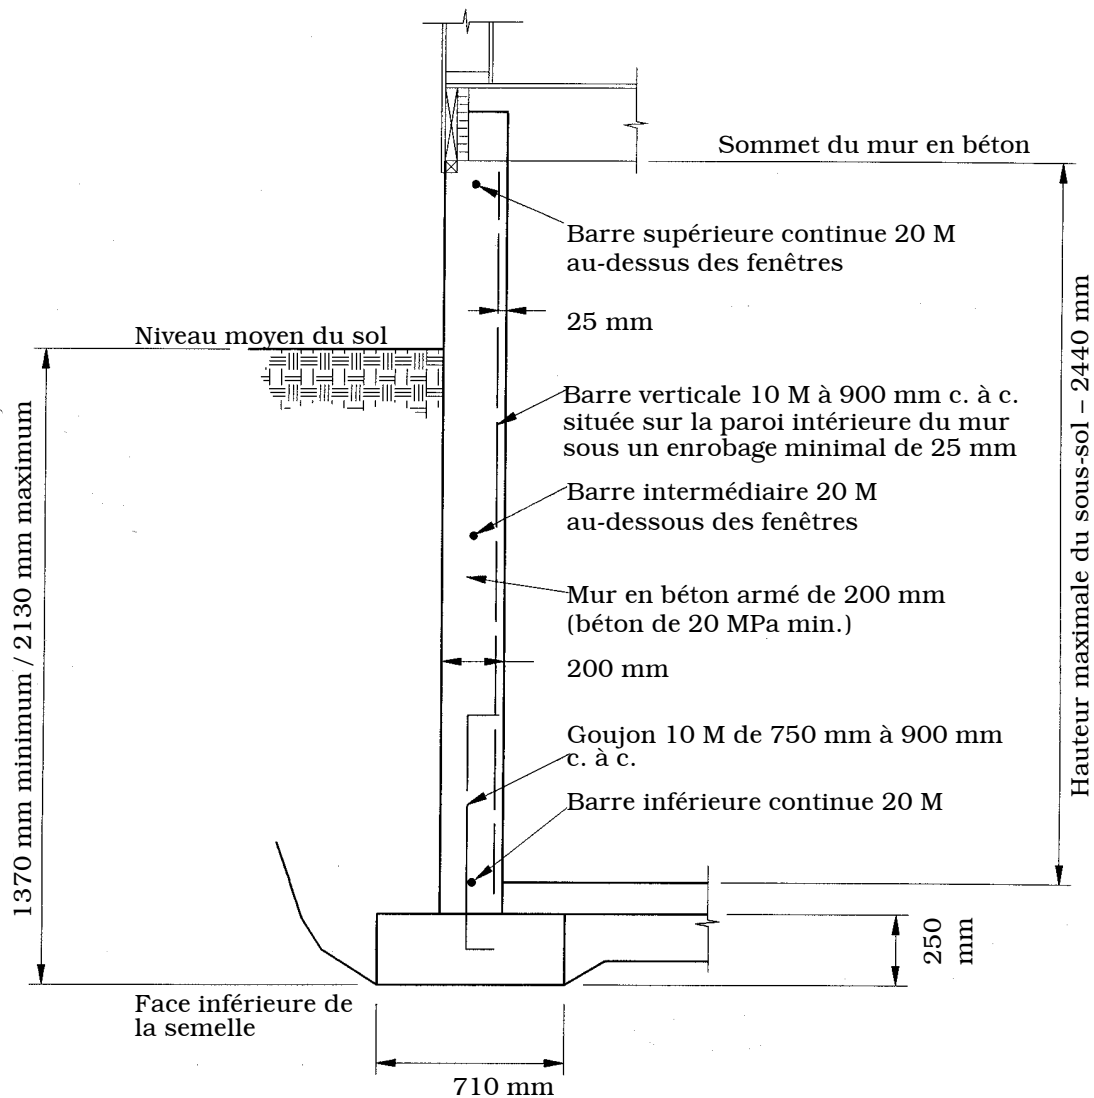 Sommet du mur en béton
Barre supérieure continue 20 M
au-dessus des fenêtres
25 mm
Niveau moyen du sol
Barre verticale 10 M à 900 mm c. à c.
située sur la paroi intérieure du mur
sous un enrobage minimal de 25 mm
Barre intermédiaire 20 M
au-dessous des fenêtres
Mur en béton armé de 200 mm
(béton de 20 MPa min.)
200 mm
Goujon 10 M de 750 mm à 900 mm
c. à c.
Barre inférieure continue 20 M
1370 mm minimum / 2130 mm maximum
Hauteur maximale du sous-sol – 2440 mm
250
mm
Face inférieure de
la semelle
710 mm